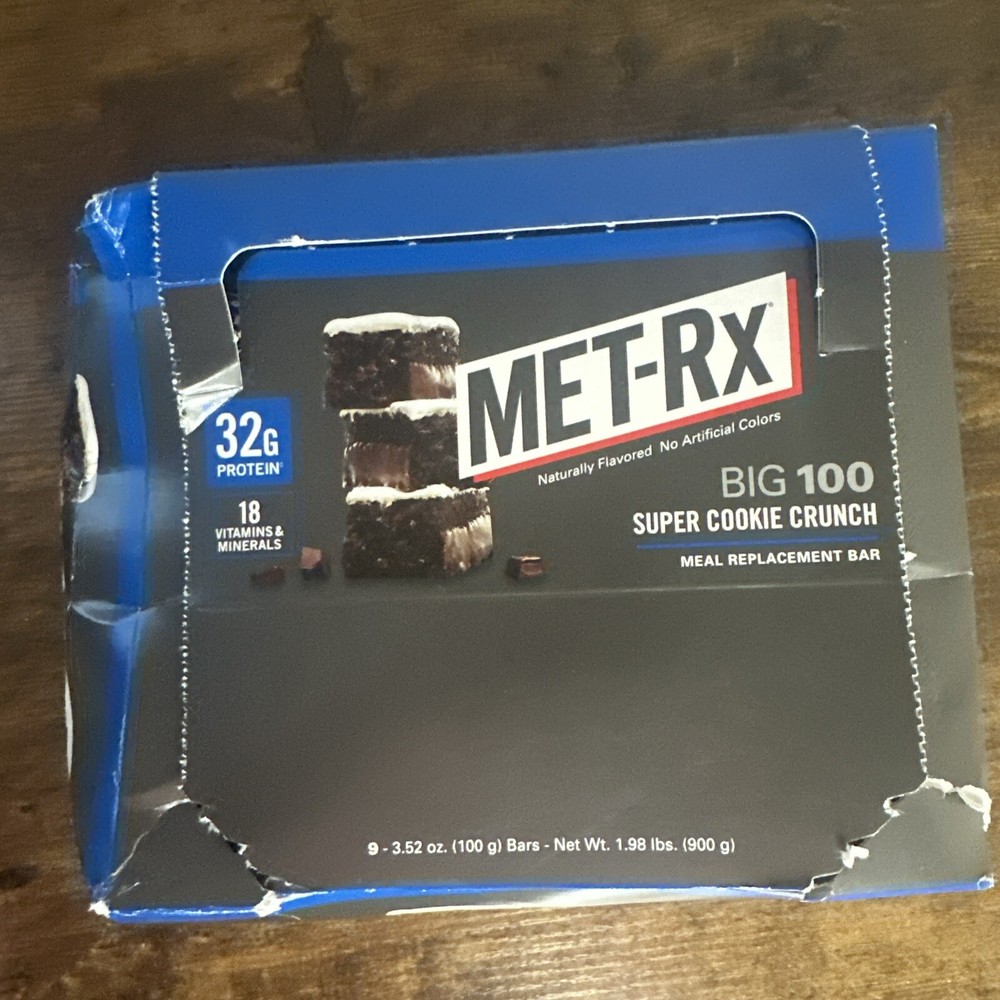 MET-Rx®
Naturally Flavored No Artificial Colors
32G
PROTEIN
18
VITAMINS &
MINERALS
BIG 100
SUPER COOKIE CRUNCH
MEAL REPLACEMENT BAR
9 - 3.52 oz. (100 g) Bars - Net Wt. 1.98 lbs. (900 g)